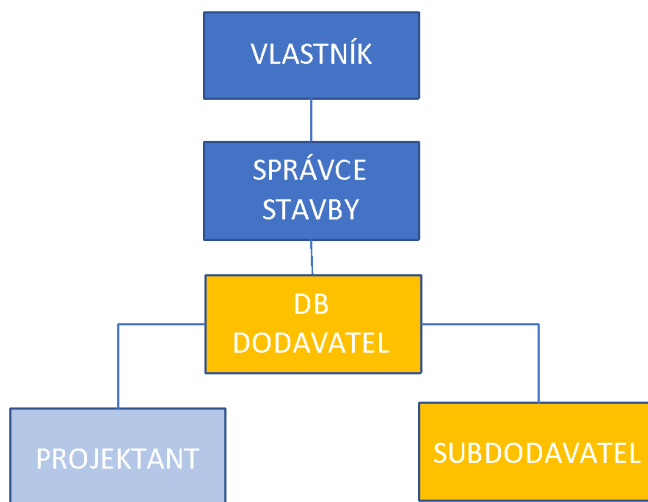 VLASTNÍK
SPRÁVCE
STAVBY
DB
DODAVATEL
PROJEKTANT
SUBDODAVATEL